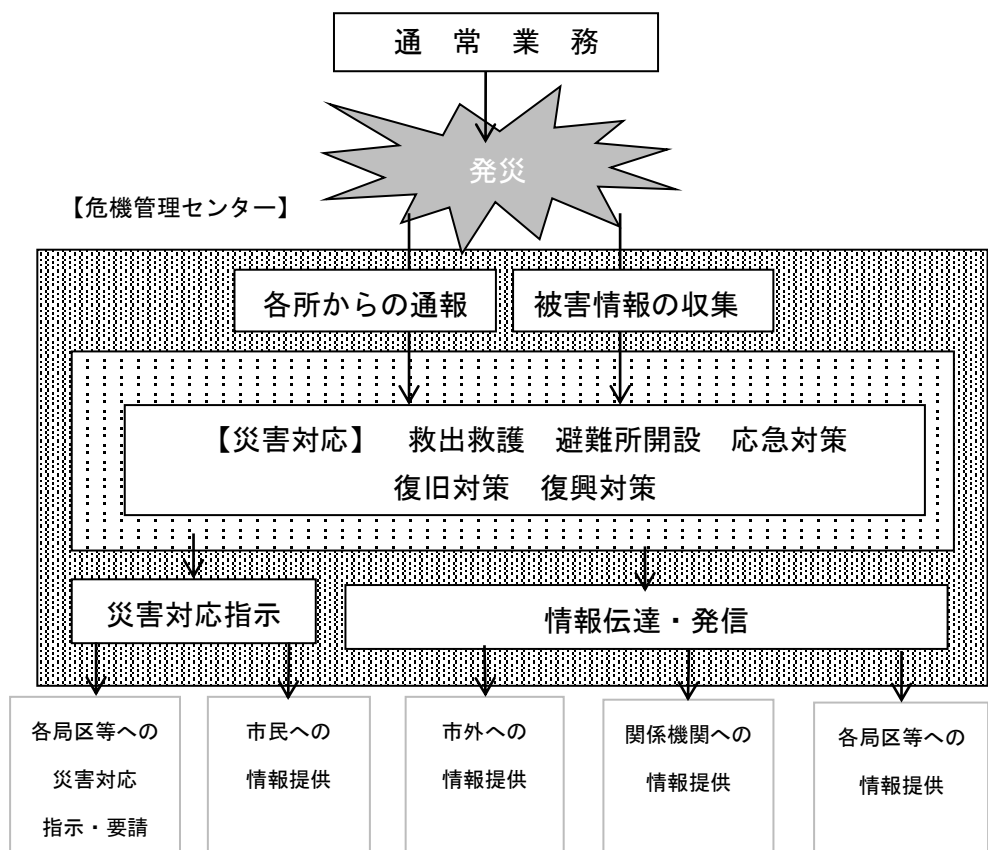 通　常　業　務
発災
【危機管理センター】
各所からの通報
被害情報の収集
【災害対応】　救出救護　避難所開設　応急対策
復旧対策　復興対策
災害対応指示
情報伝達・発信
各局区等への
災害対応
指示・要請
市民への
情報提供
市外への
情報提供
関係機関への
情報提供
各局区等への
情報提供